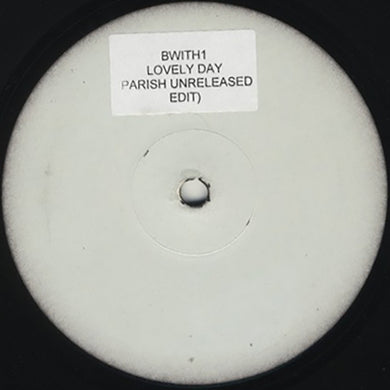 BWITH1
LOVELY DAY
PARISH UNRELEASED
EDIT)